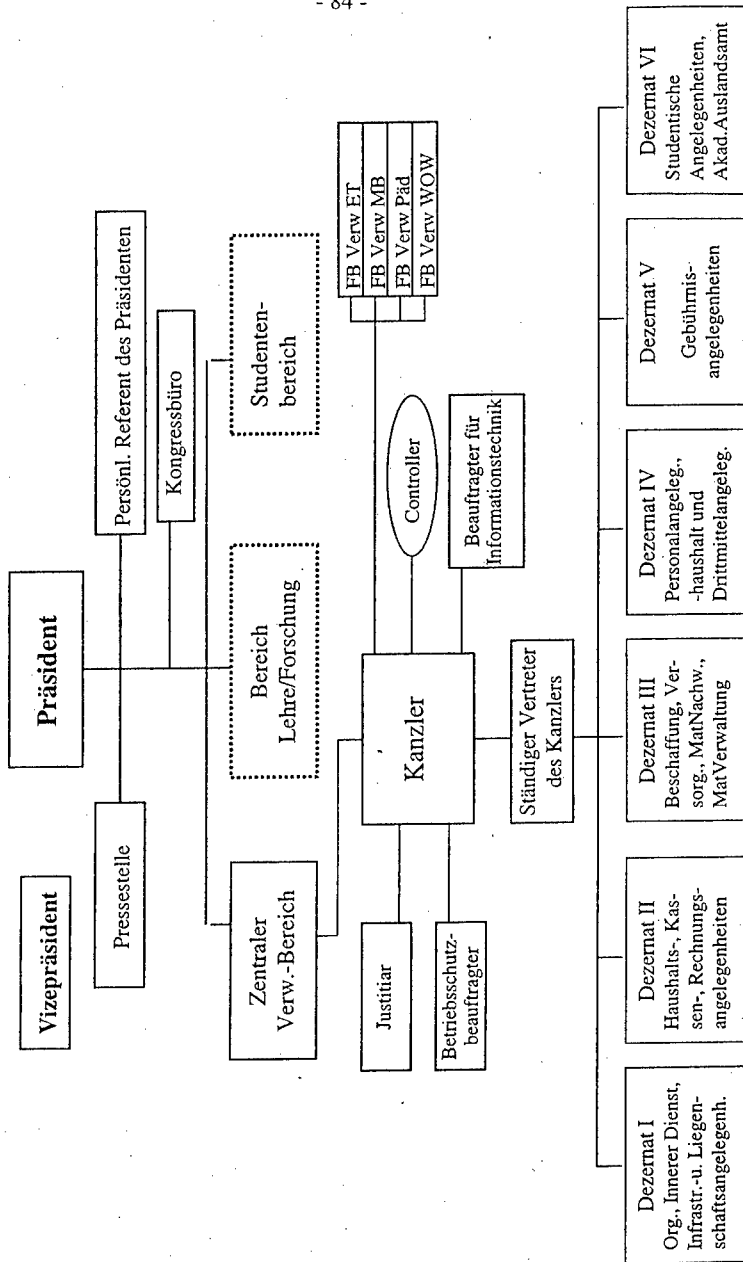 - 84 -
Vizepräsident
Präsident
Pressestelle
Persönl. Referent des Präsidenten
Kongressbüro
Zentraler
Verw.-Bereich
Bereich
Lehre/Forschung
Studenten-
bereich
Justitiar
Betriebsschutz-
beauftragter
Kanzler
Controller
Beauftragter für
Informationstechnik
FB Verw ET
FB Verw MB
FB Verw Päd
FB Verw WOW
Ständiger Vertreter
des Kanzlers
Dezernat I
Org., Innerer Dienst,
Infrastr.-u. Liegen-
schaftsangelegenh.
Dezernat II
Haushalts-, Kas-
sen-, Rechnungs-
angelegenheiten
Dezernat III
Beschaffung, Ver-
sorg., MatNachw.,
MatVerwaltung
Dezernat IV
Personalangeleg.,
-haushalt und
Drittmittelangeleg.
Dezernat V
Gebührnis-
angelegenheiten
Dezernat VI
Studentische
Angelegenheiten,
Akad.Auslandsamt